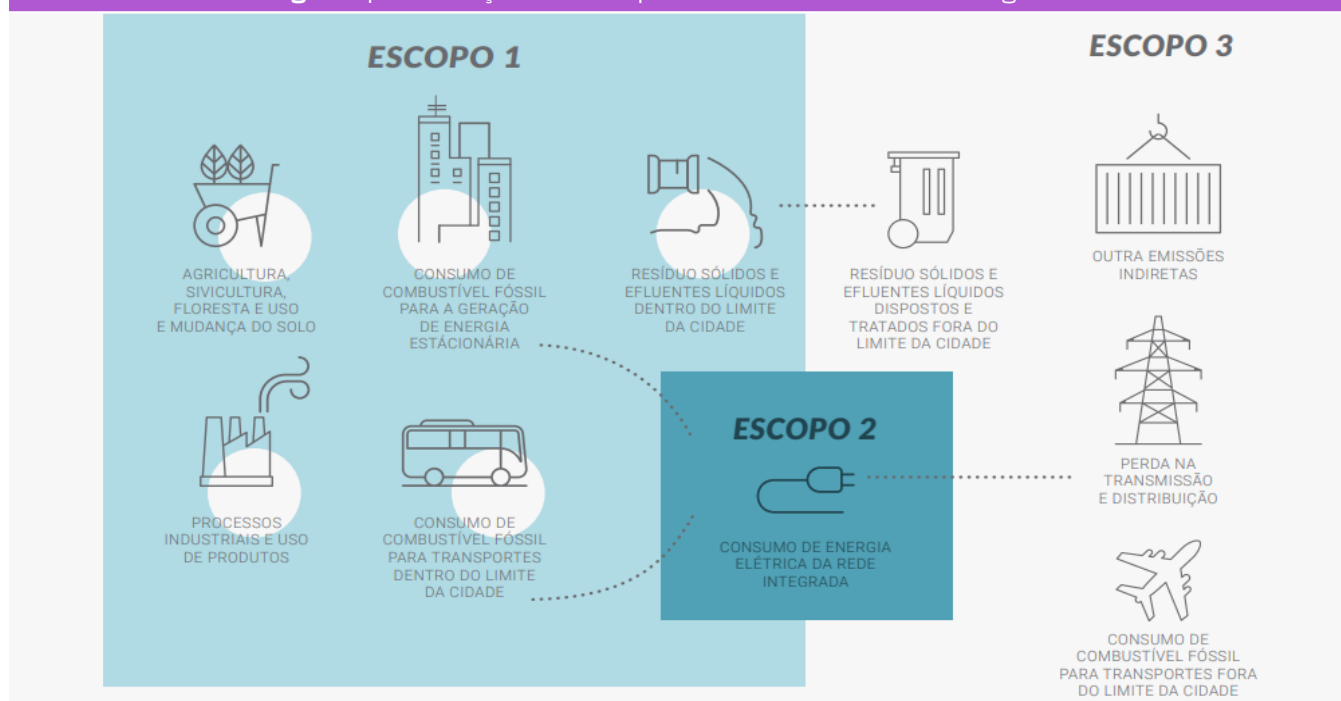 ESCOPO 1
ESCOPO 3
AGRICULTURA,
SIVICULTURA,
FLORESTA E USO
E MUDANÇA DO SOLO
CONSUMO DE
COMBUSTÍVEL FÓSSIL
PARA A GERAÇÃO
DE ENERGIA
ESTÁCIONÁRIA
RESÍDUO SÓLIDOS E
EFLUENTES LÍQUIDOS
DENTRO DO LIMITE
DA CIDADE
RESÍDUO SÓLIDOS E
EFLUENTES LÍQUIDOS
DISPOSTOS E
TRATADOS FORA DO
LIMITE DA CIDADE
OUTRA EMISSÕES
INDIRETAS
PROCESSOS
INDUSTRIAIS E USO
DE PRODUTOS
CONSUMO DE
COMBUSTÍVEL FÓSSIL
PARA TRANSPORTES
DENTRO DO LIMITE
DA CIDADE
ESCOPO 2
CONSUMO DE ENERGIA
ELÉTRICA DA REDE
INTEGRADA
PERDA NA
TRANSMISSÃO
E DISTRIBUIÇÃO
CONSUMO DE
COMBUSTÍVEL FÓSSIL
PARA TRANSPORTES FORA
DO LIMITE DA CIDADE